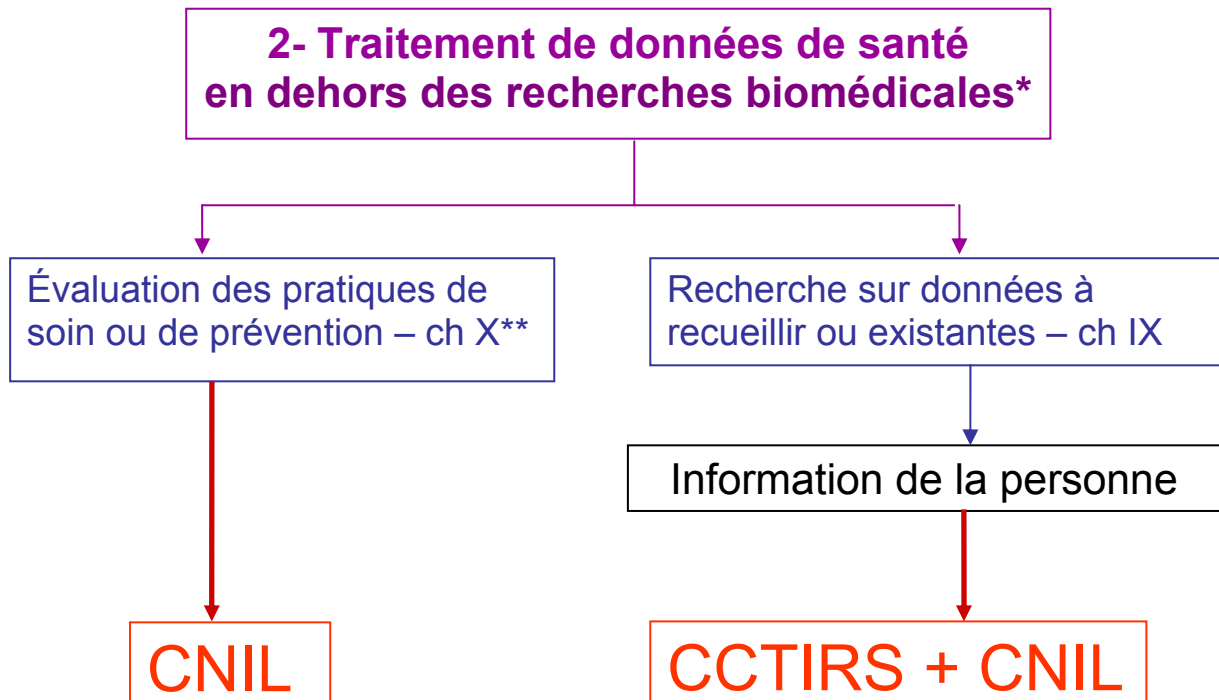 2- Traitement de données de santé
en dehors des recherches biomédicales*
Évaluation des pratiques de
soin ou de prévention – ch X**
Recherche sur données à
recueillir ou existantes – ch IX
Information de la personne
CNIL
CCTIRS + CNIL